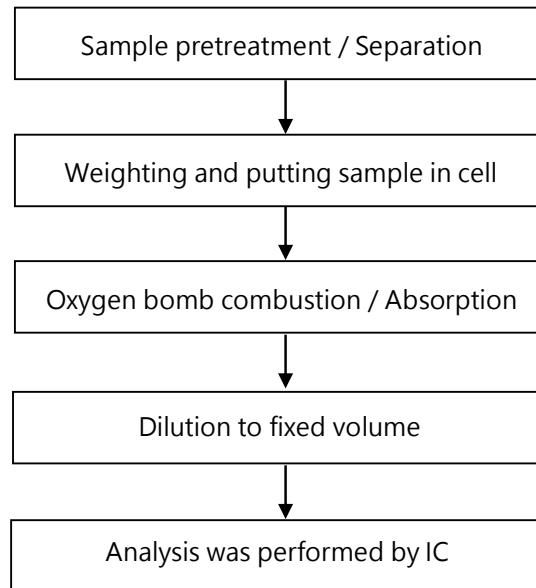 Sample pretreatment / Separation
Weighting and putting sample in cell
Oxygen bomb combustion / Absorption
Dilution to fixed volume
Analysis was performed by IC